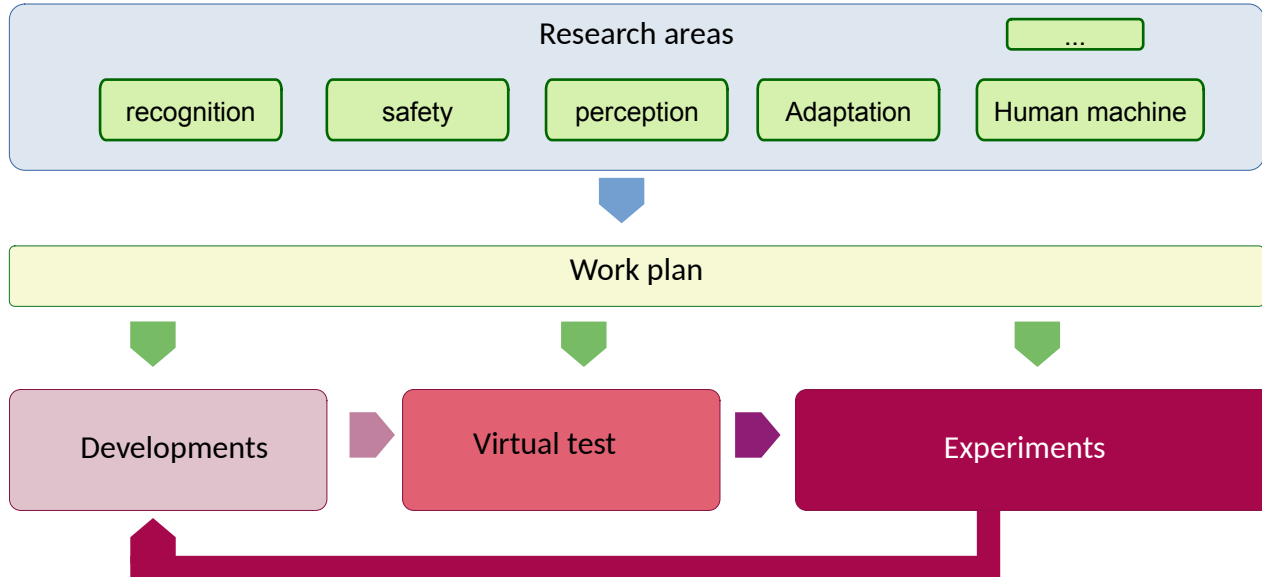 Research areas
...
recognition
safety
perception
Adaptation
Human machine
Work plan
Developments
Virtual test
Experiments